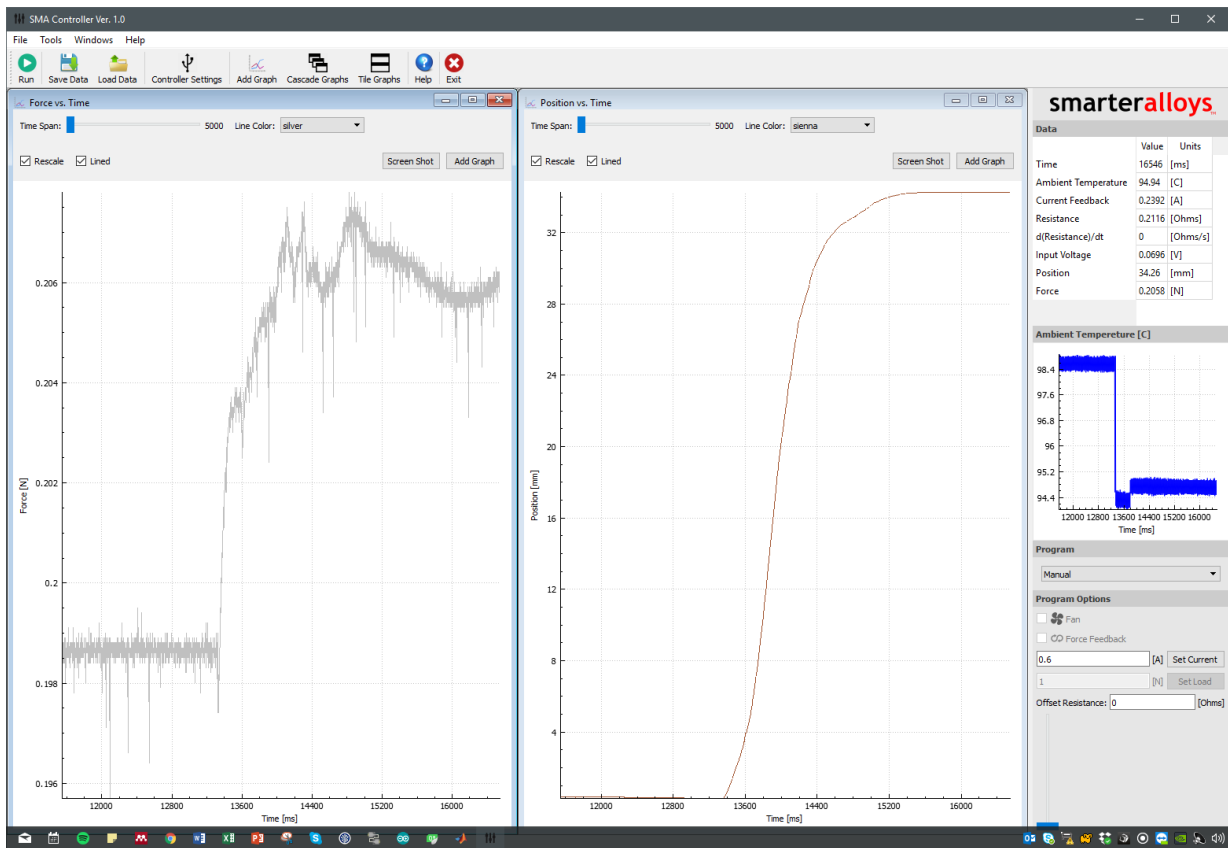 SMA Controller Ver. 1.0
File Tools Windows Help
Run Save Data Load Data Controller Settings Add Graph Cascade Graphs Tile Graphs Help Exit
Force vs. Time
Time Span: 5000 Line Color: silver
Rescale Lined Screen Shot Add Graph
0.206
0.204
0.202
0.2
0.198
0.196
Force [N]
12000 12800 13600 14400 15200 16000
Time [ms]
Position vs. Time
Time Span: 5000 Line Color: sienna
Rescale Lined Screen Shot Add Graph
32
28
24
20
16
12
8
4
Position [mm]
12000 12800 13600 14400 15200 16000
Time [ms]
smarteralloys
Data
Value Units
Time 16546 [ms]
Ambient Temperature 94.94 [C]
Current Feedback 0.2392 [A]
Resistance 0.2116 [Ohms]
d(Resistance)/dt 0 [Ohms/s]
Input Voltage 0.0696 [V]
Position 34.26 [mm]
Force 0.2058 [N]
Ambient Tempereture [C]
98.4
97.6
96.8
96
95.2
94.4
12000 12800 13600 14400 15200 16000
Time [ms]
Program
Manual
Program Options
Fan
Force Feedback
0.6 [A] Set Current
1 [N] Set Load
Offset Resistance: 0 [Ohms]